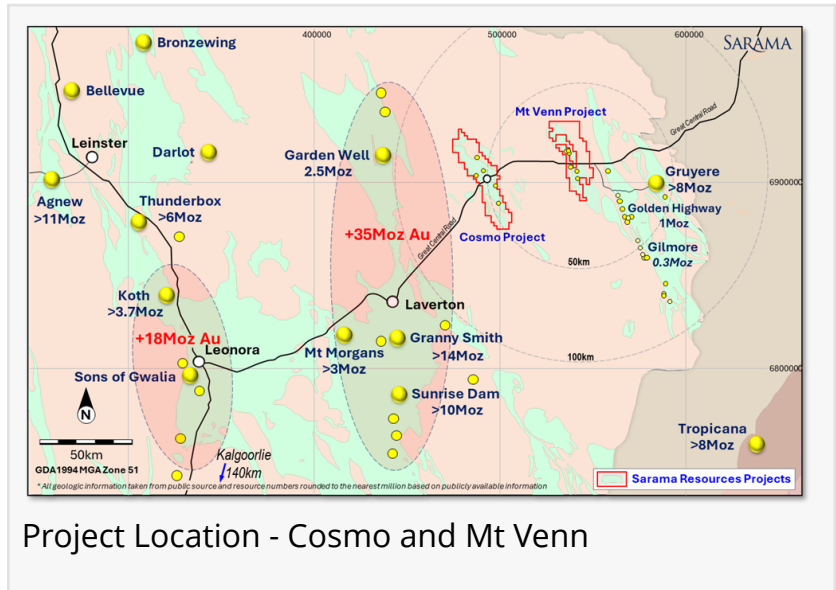 400000
500000
600000
SARAMA
Bronzewing
Bellevue
Mt Venn Project
Great Central Road
Leinster
Darlot
Garden Well
2.5Moz
Gruyere
>8Moz
6900000
Agnew
>11Moz
Thunderbox
>6Moz
Golden Highway
1Moz
+35Moz Au
Great Central Road
Cosmo Project
Gilmore
0.3Moz
50km
Koth
>3.7Moz
Laverton
+18Moz Au
Leonora
Mt Morgans
>3Moz
Granny Smith
>14Moz
100km
6800000
Sons of Gwalia
Sunrise Dam
>10Moz
N
50km
GDA1994 MGA Zone 51
Kalgoorlie
140km
Tropicana
>8Moz
Sarama Resources Projects
* All geologic information taken from public source and resource numbers rounded to the nearest million based on publicly available information
Project Location - Cosmo and Mt Venn